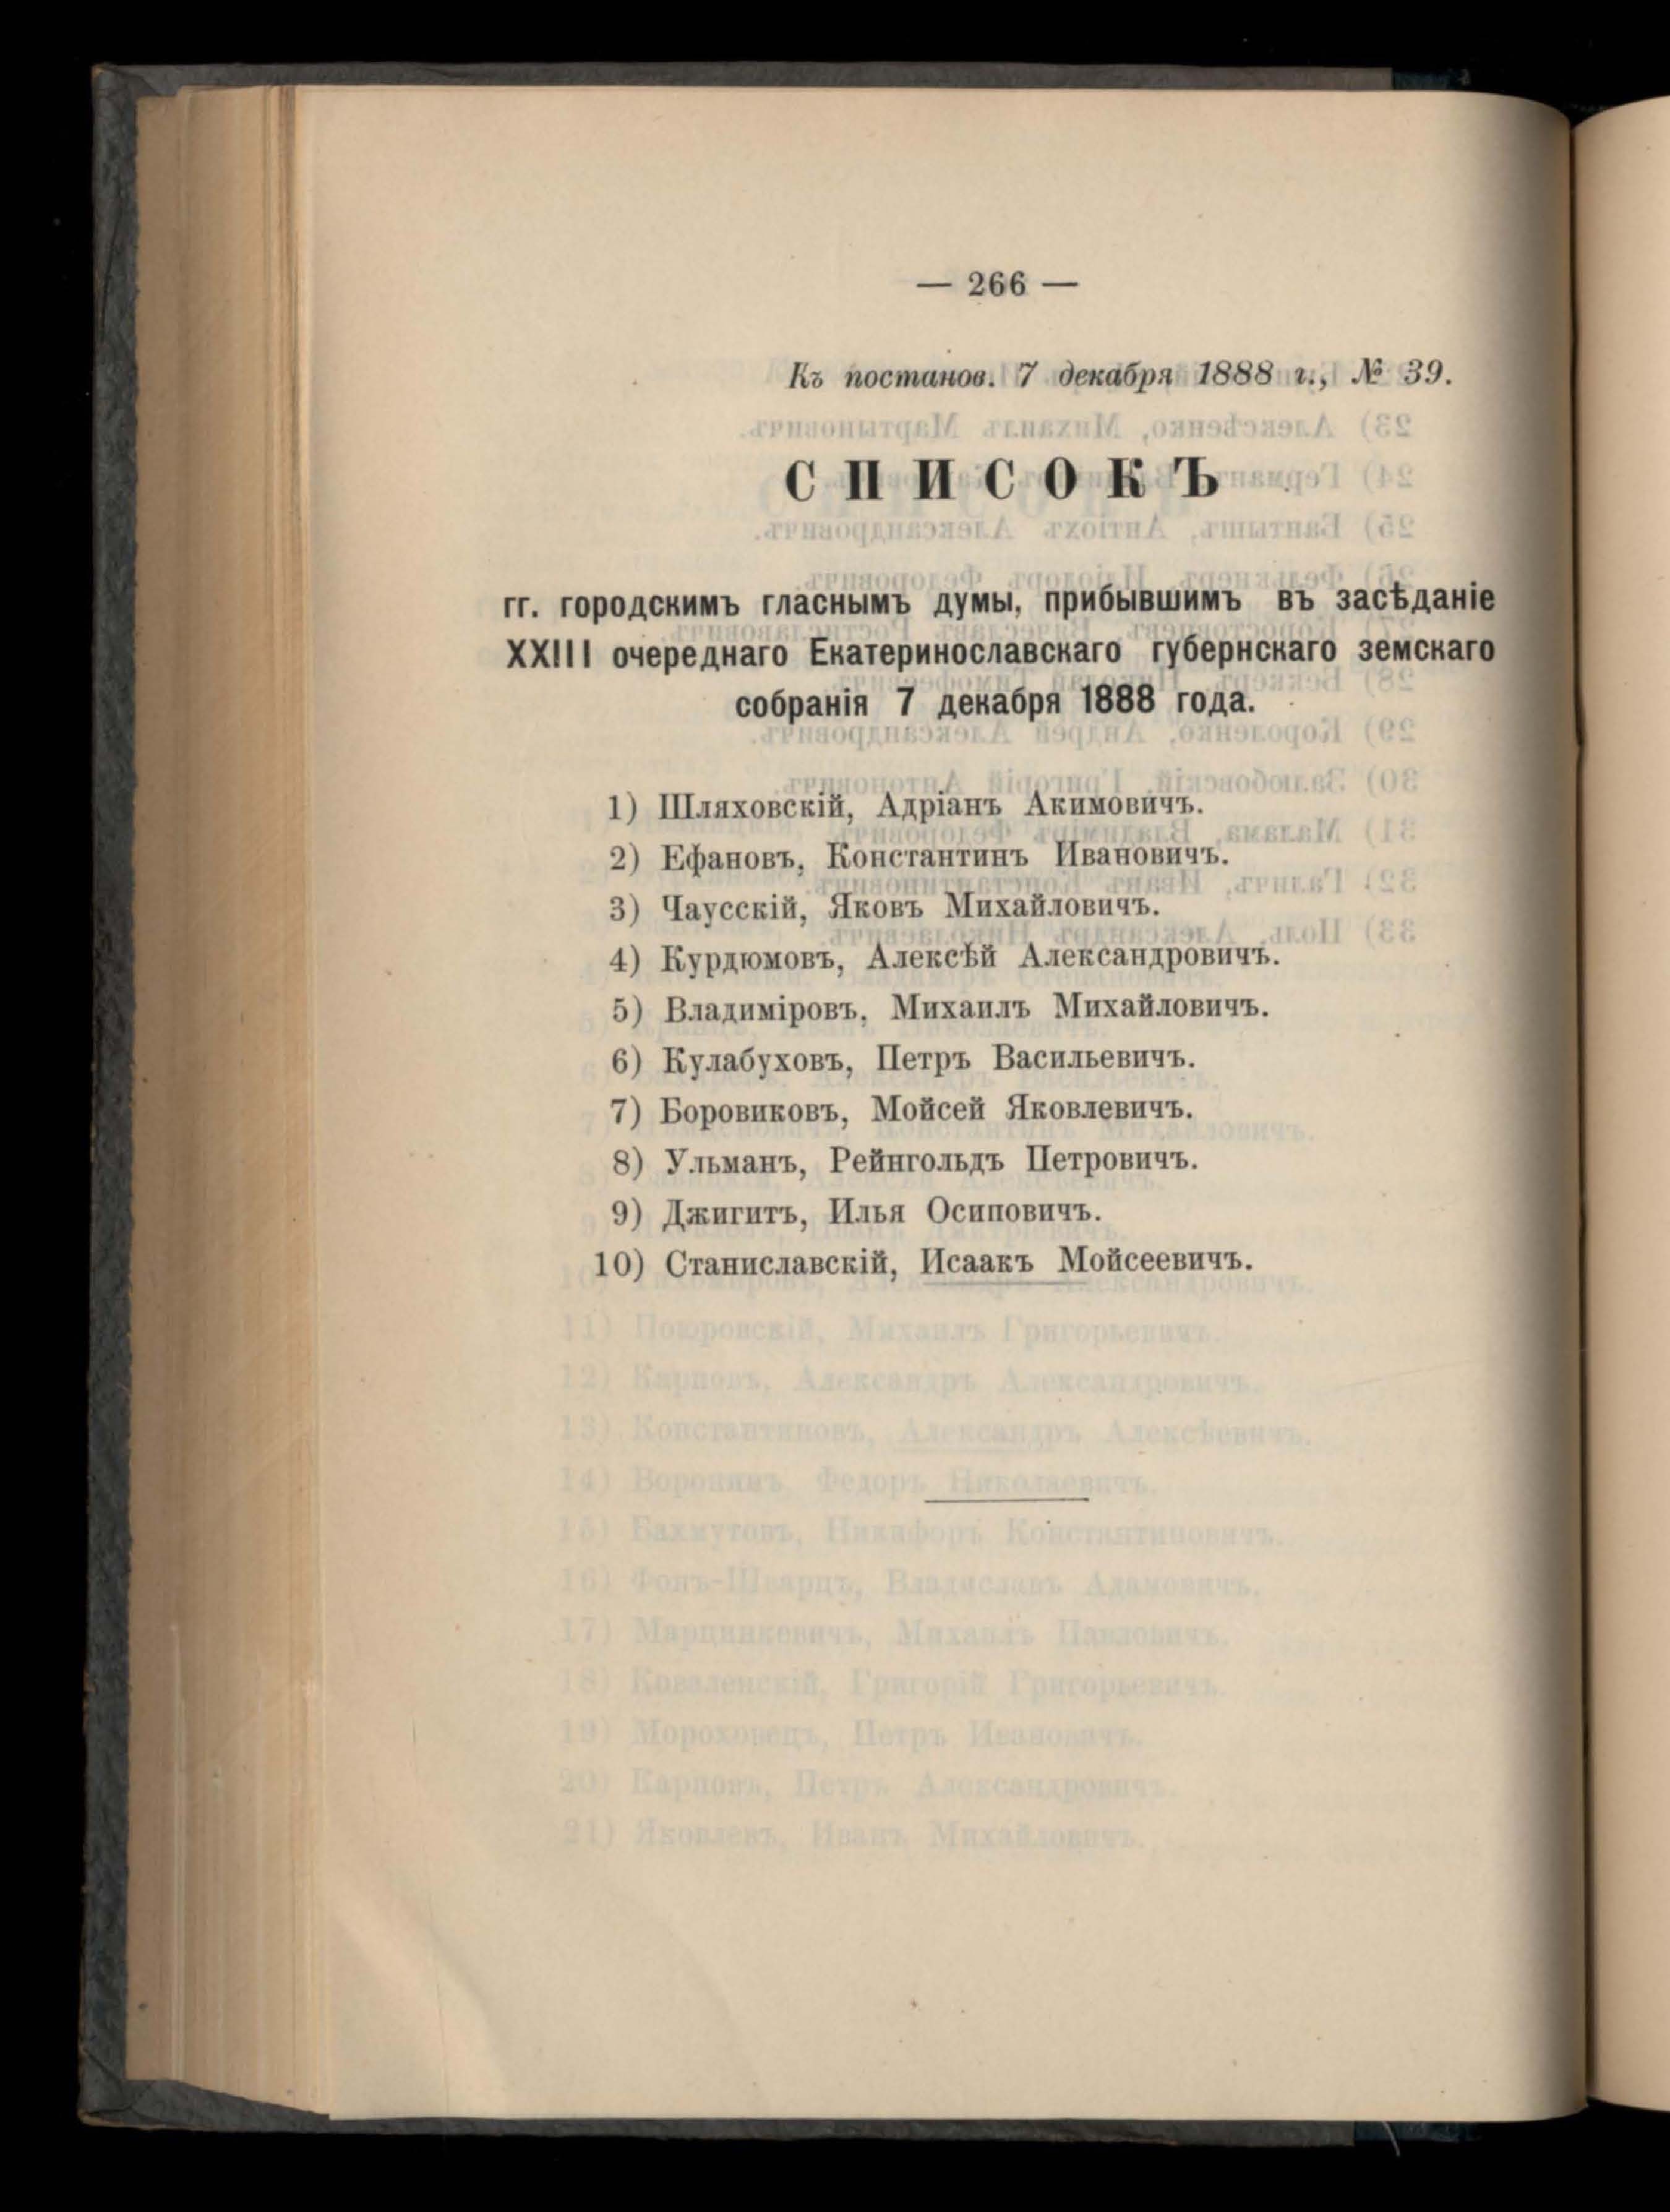 — 266 —
Къ постанов. 7 декабря 1888 г., № 39.
СПИСОКЪ
гг. городскимъ гласнымъ думы, прибывшимъ въ засѣданіе
XXIII очереднаго Екатеринославскаго губернскаго земскаго
собранія 7 декабря 1888 года.
1) Шляховскій, Адріанъ Акимовичъ.
2) Ефановъ, Константинъ Ивановичъ.
3) Чаусскій, Яковъ Михайловичъ.
4) Курдюмовъ, Алексѣй Александровичъ.
5) Владиміровъ, Михаилъ Михайловичъ.
6) Кулабуховъ, Петръ Васильевичъ.
7) Боровиковъ, Мойсей Яковлевичъ.
8) Ульманъ, Рейнгольдъ Петровичъ.
9) Джигитъ, Илья Осиповичъ.
10) Станиславскій, Исаакъ Мойсеевичъ.